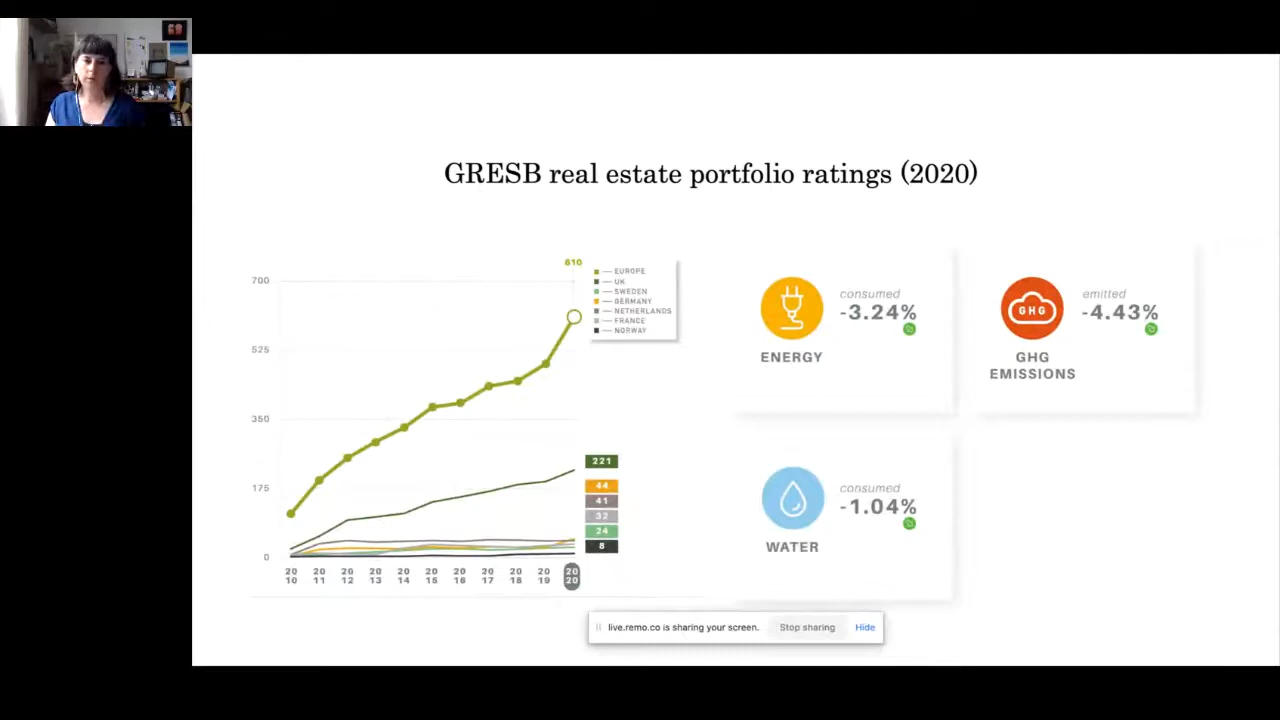 GRESB real estate portfolio ratings (2020)
610
700
525
350
175
0
EUROPE
UK
SWEDEN
GERMANY
NETHERLANDS
FRANCE
NORWAY
221
44
41
32
24
8
20 10
20 11
20 12
20 13
20 14
20 15
20 16
20 17
20 18
20 19
20 20
consumed
-3.24%
ENERGY
emitted
-4.43%
GHG
GHG
EMISSIONS
consumed
-1.04%
WATER
live.remo.co is sharing your screen. Stop sharing Hide